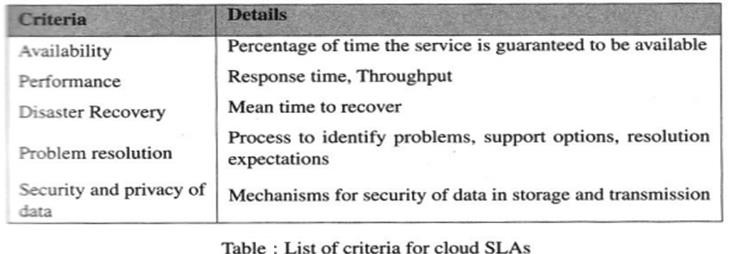 Criteria Details
Availability Percentage of time the service is guaranteed to be available
Performance Response time, Throughput
Disaster Recovery Mean time to recover
Problem resolution Process to identify problems, support options, resolution
expectations
Security and privacy of
data Mechanisms for security of data in storage and transmission
Table : List of criteria for cloud SLAs